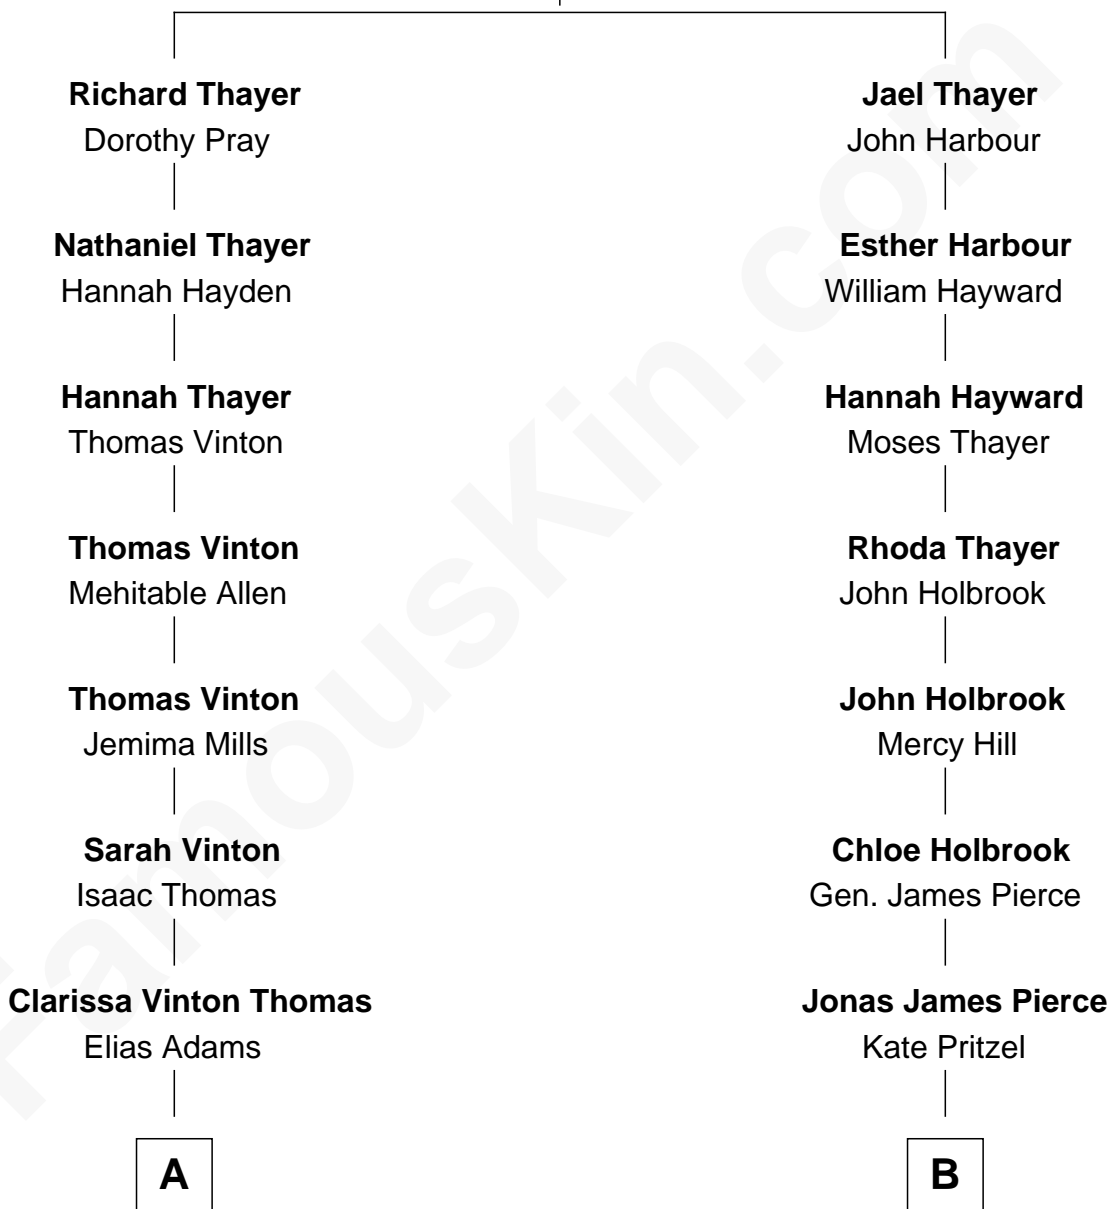 Richard Thayer
Dorothy Pray
Nathaniel Thayer
Hannah Hayden
Hannah Thayer
Thomas Vinton
Thomas Vinton
Mehitable Allen
Thomas Vinton
Jemima Mills
Sarah Vinton
Isaac Thomas
Clarissa Vinton Thomas
Elias Adams
A
Jael Thayer
John Harbour
Esther Harbour
William Hayward
Hannah Hayward
Moses Thayer
Rhoda Thayer
John Holbrook
John Holbrook
Mercy Hill
Chloe Holbrook
Gen. James Pierce
Jonas James Pierce
Kate Pritzel
B
FamousKin.com